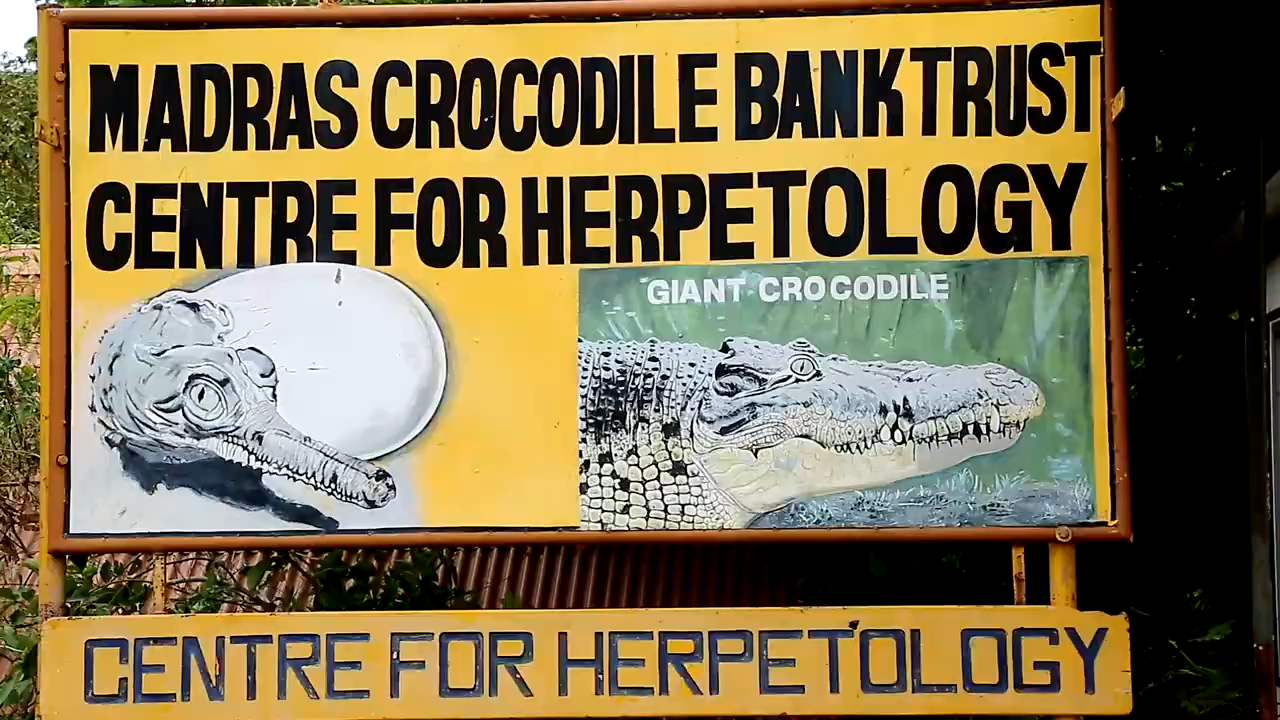 MADRAS CROCODILE BANK TRUST
CENTRE FOR HERPETOLOGY
GIANT CROCODILE
CENTRE FOR HERPETOLOGY